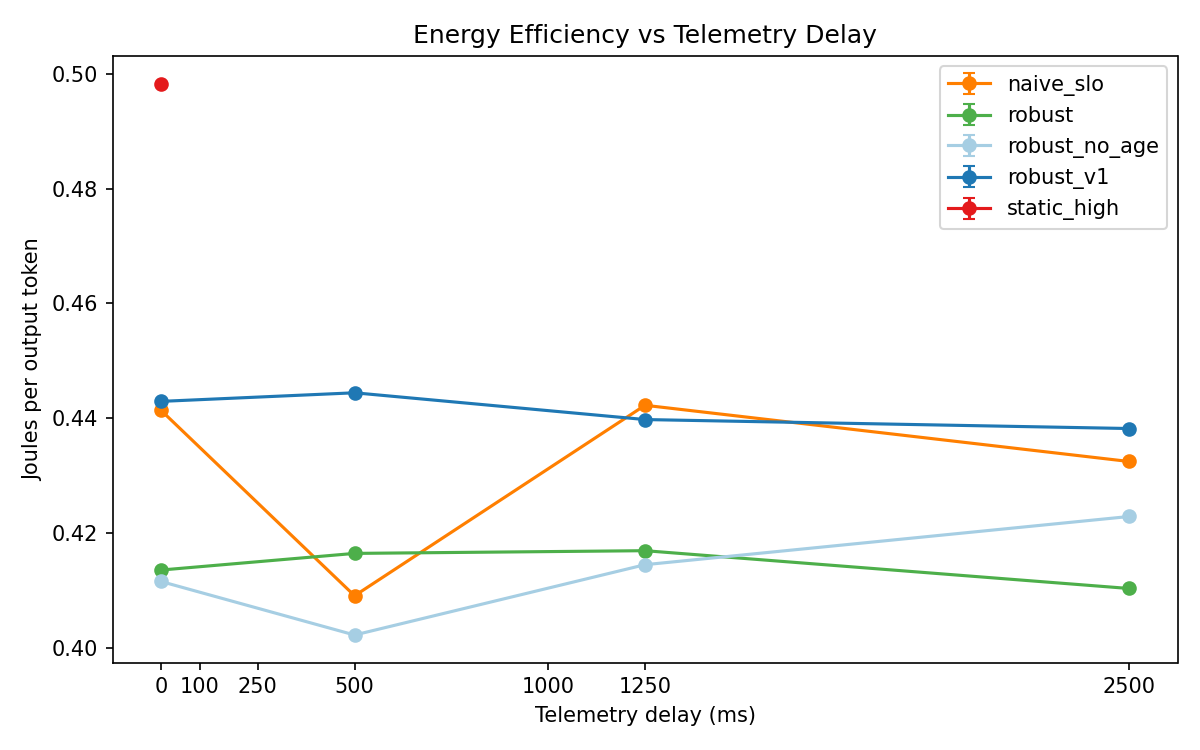 Energy Efficiency vs Telemetry Delay
0.50
0.48
0.46
0.44
0.42
0.40
Joules per output token
naive_slo
robust
robust_no_age
robust_v1
static_high
0 100 250 500 1000 1250 2500
Telemetry delay (ms)